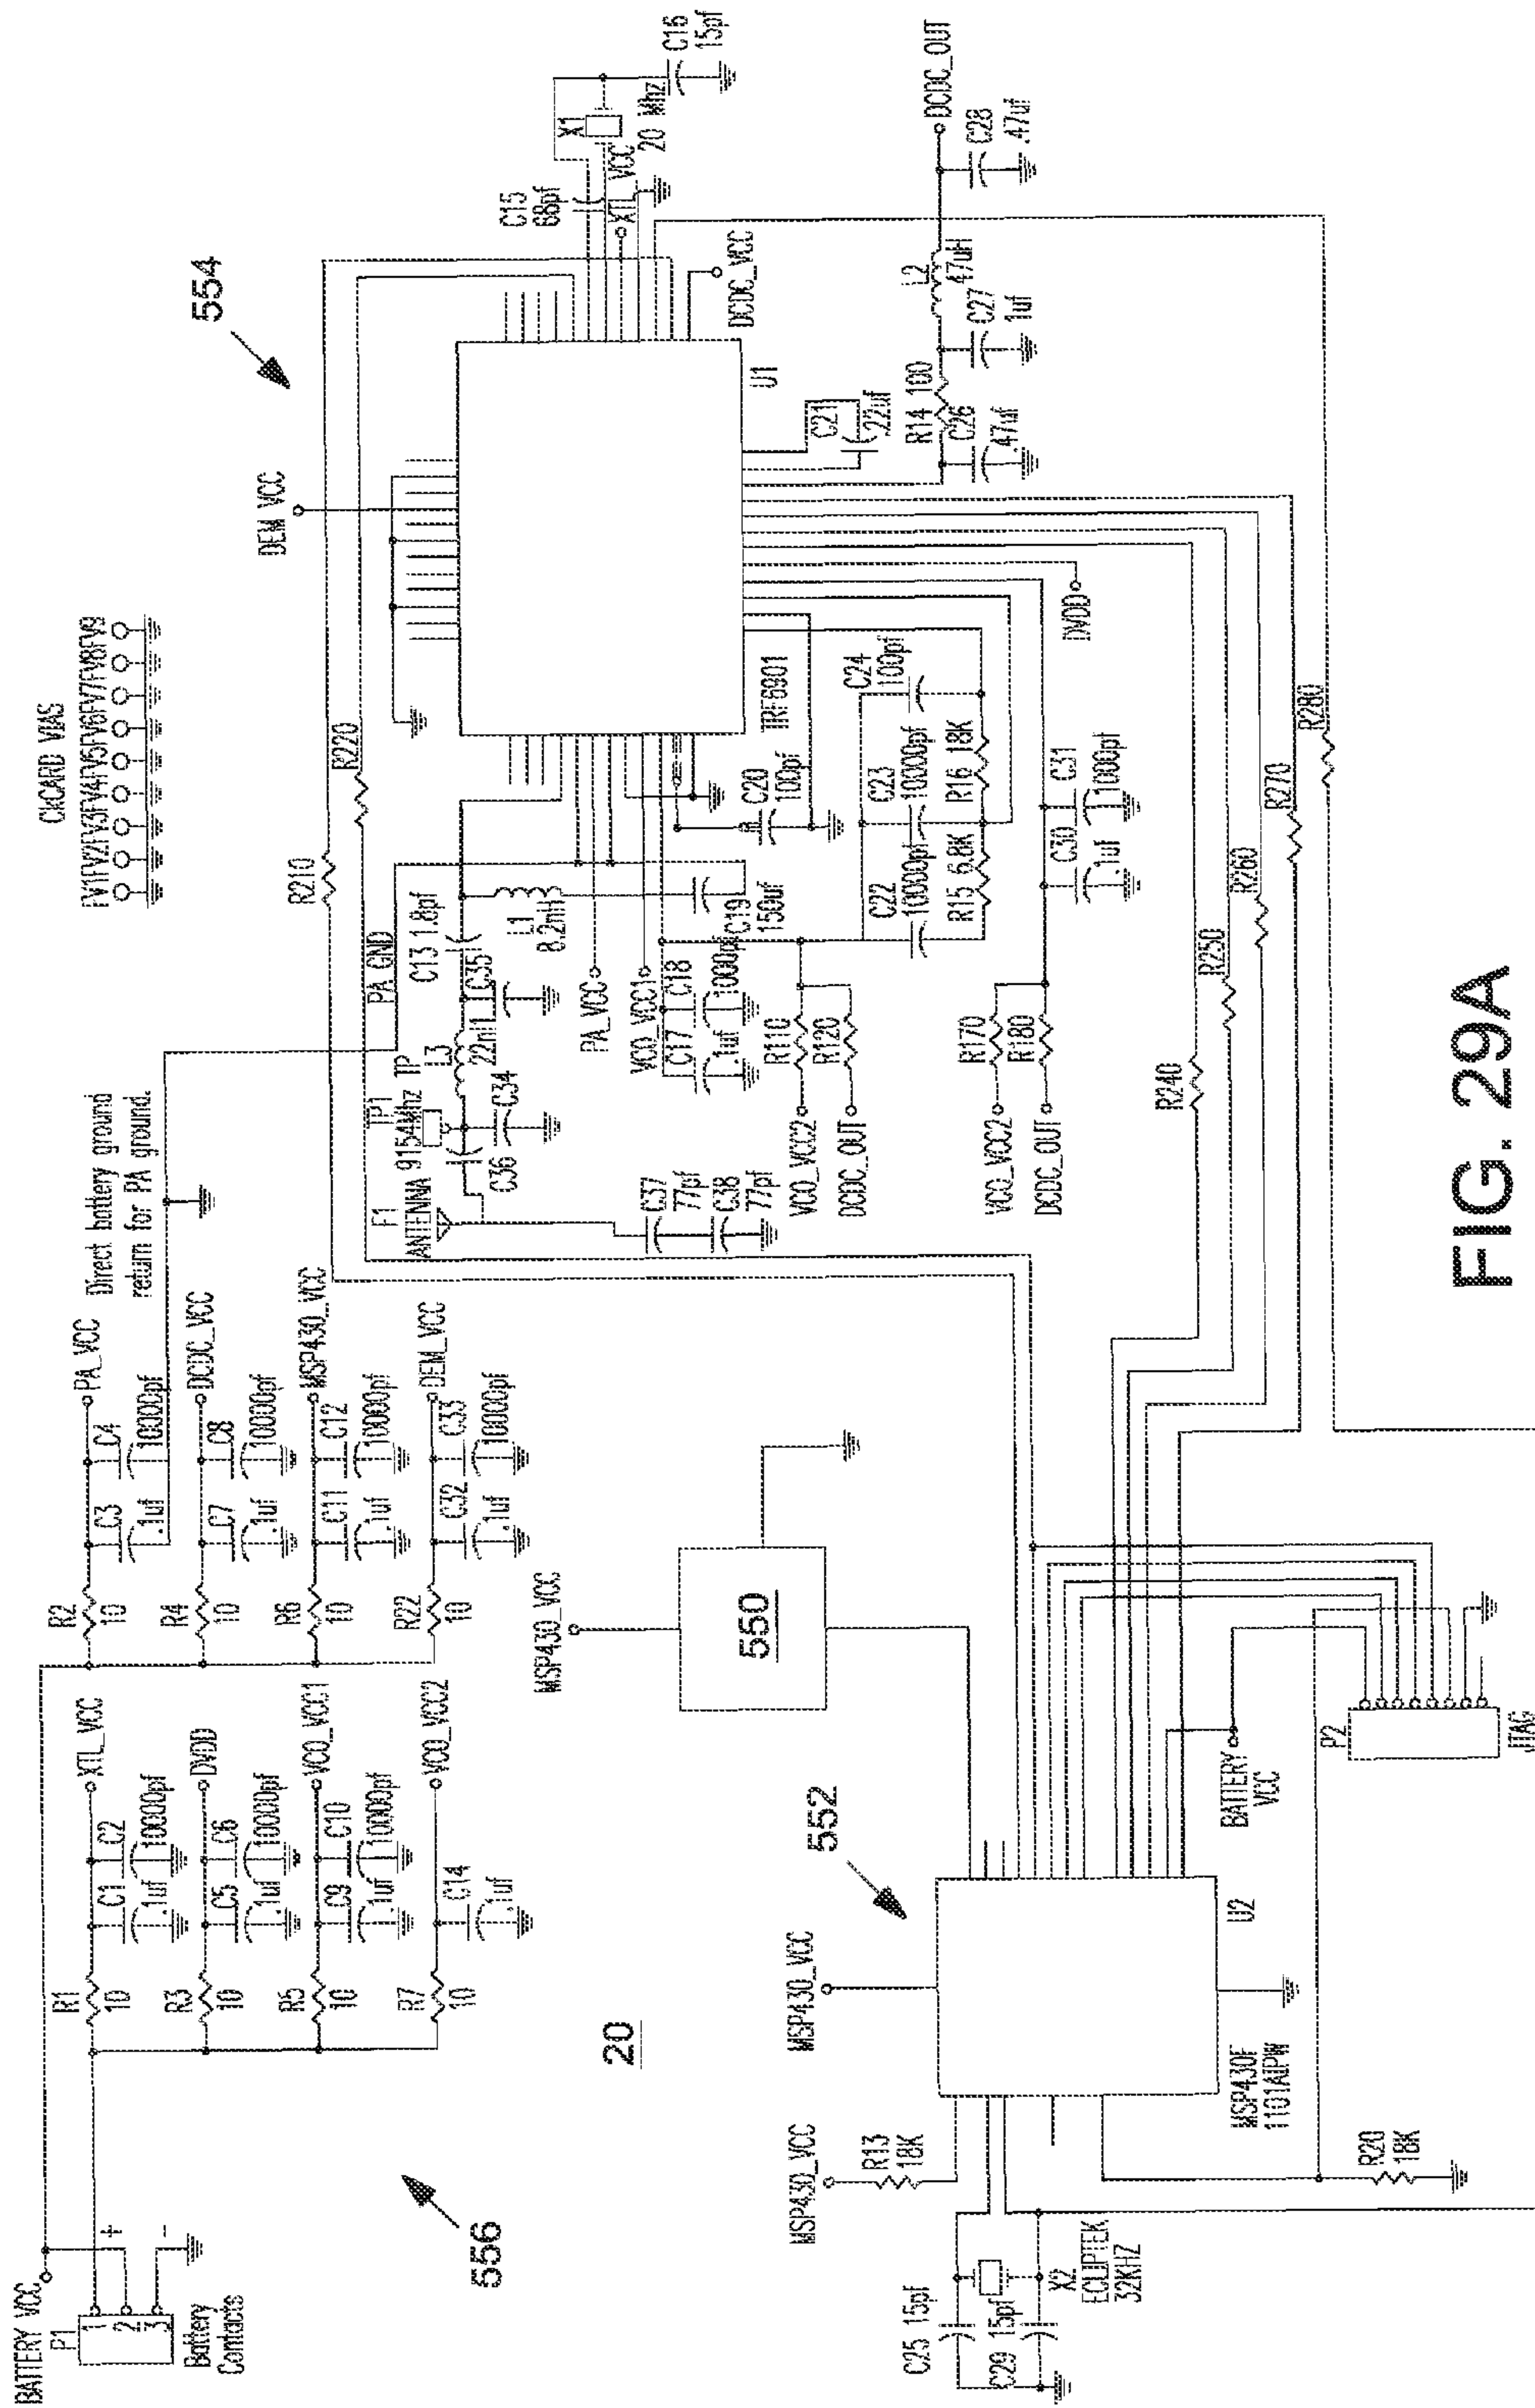 BATTERY VCC
P1
1
2
3
+
-
Battery
Contacts
556
20
R1
10
C1
.1uf
C2
10000pf
XTL_VCC
R3
10
C5
.1uf
C6
10000pf
DVDD
R5
10
C9
.1uf
C10
10000pf
VCO_VCC1
R7
10
C14
.1uf
VCO_VCC2
R2
10
C3
.1uf
C4
10000pf
PA_VCC
R4
10
C7
.1uf
C8
10000pf
DCDC_VCC
R6
10
C11
.1uf
C12
10000pf
MSP430_VCC
R22
10
C32
.1uf
C33
10000pf
DEM_VCC
Direct battery ground
return for PA ground.
PA GND
CKCARD VIAS
FV1FV2FV3FV4FV5FV6FV7FV8FV9
R210
R220
DEM VCC
554
U1
TRF6901
C15
68pf
X1
20 Mhz
C16
15pf
VCC
DCDC_VCC
F1
ANTENNA
TP1
9154Mhz
TP
L3
22nH
C36
C34
C35
C13 1.8pf
L1
8.2nH
C37
77pf
C38
77pf
PA_VCC
VCO_VCC1
C17
.1uf
C18
1000pf
C19
150uf
C20
100pf
R110
R120
VCO_VCC2
DCDC_OUT
C22
10000pf
C23
10000pf
C24
100pf
R15 6.8K
R16 18K
R170
R180
VCO_VCC2
DCDC_OUT
C30
.1uf
C31
1000pf
DVDD
C21
.22uf
R14 100
C26
.47uf
C27
1uf
L2
47uH
C28
.47uf
DCDC_OUT
R240
R250
R260
R270
R280
MSP430_VCC
550
552
MSP430_VCC
U2
MSP430F
1101AIPW
MSP430_VCC
R13
18K
C25 15pf
C29
15pf
X2
ECLIPTEK
32KHZ
R20
18K
BATTERY
VCC
P2
JTAG
FIG. 29A